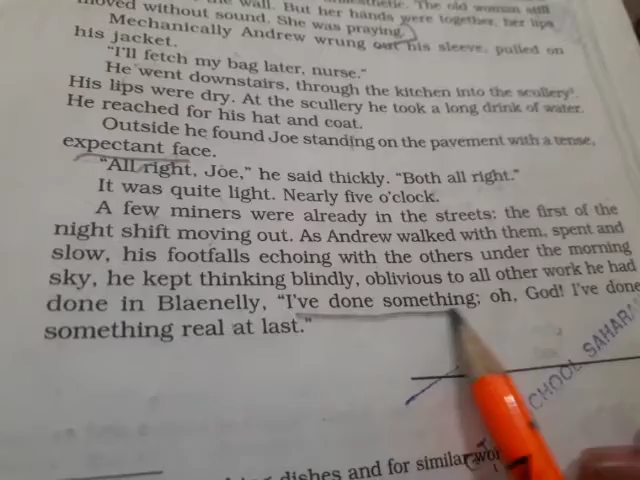 the wall. But her hands were together, her lips
moved without sound. She was praying.
Mechanically Andrew wrung out his sleeve, pulled on
his jacket.
"I'll fetch my bag later, nurse."
He went downstairs, through the kitchen into the scullery
His lips were dry. At the scullery he took a long drink of water.
He reached for his hat and coat.
Outside he found Joe standing on the pavement with a tense,
expectant face.
"All right, Joe," he said thickly. "Both all right."
It was quite light. Nearly five o'clock.
A few miners were already in the streets: the first of the
night shift moving out. As Andrew walked with them, spent and
slow, his footfalls echoing with the others under the morning
sky, he kept thinking blindly, oblivious to all other work he had
done in Blaenelly, "I've done something; oh, God! I've done
something real at last."
CHOOL SAHARA
dishes and for similar